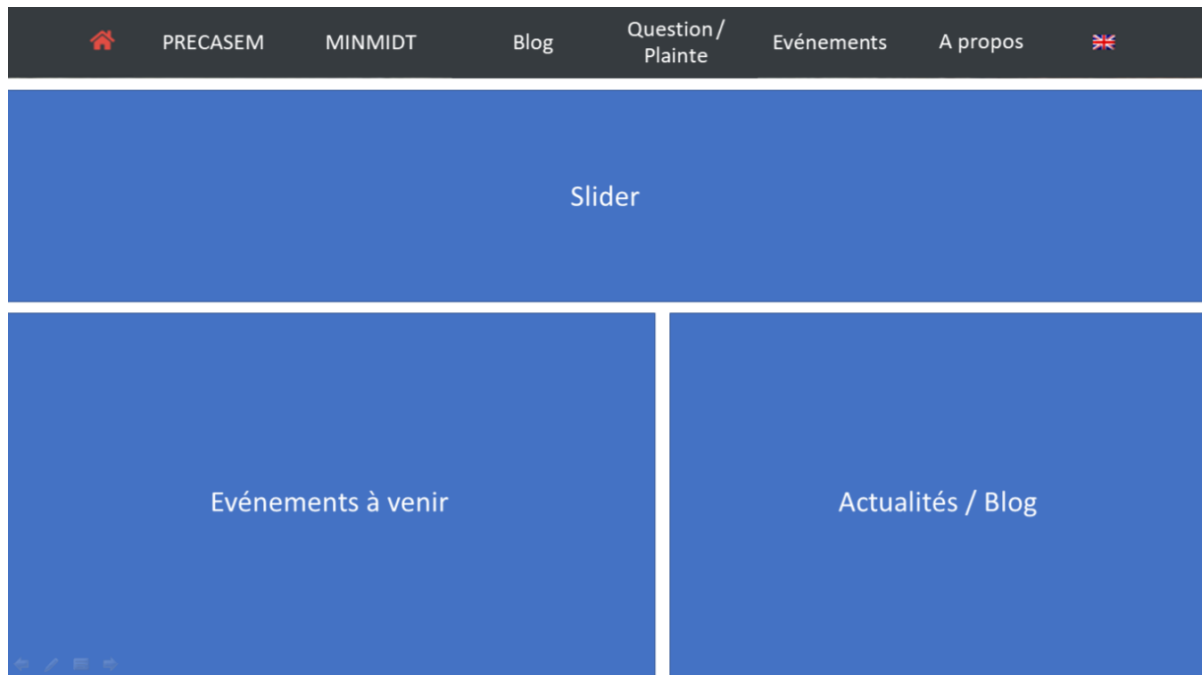 PRECASEM MINMIDT Blog Question / Plainte Evénements A propos
Slider
Evénements à venir Actualités / Blog